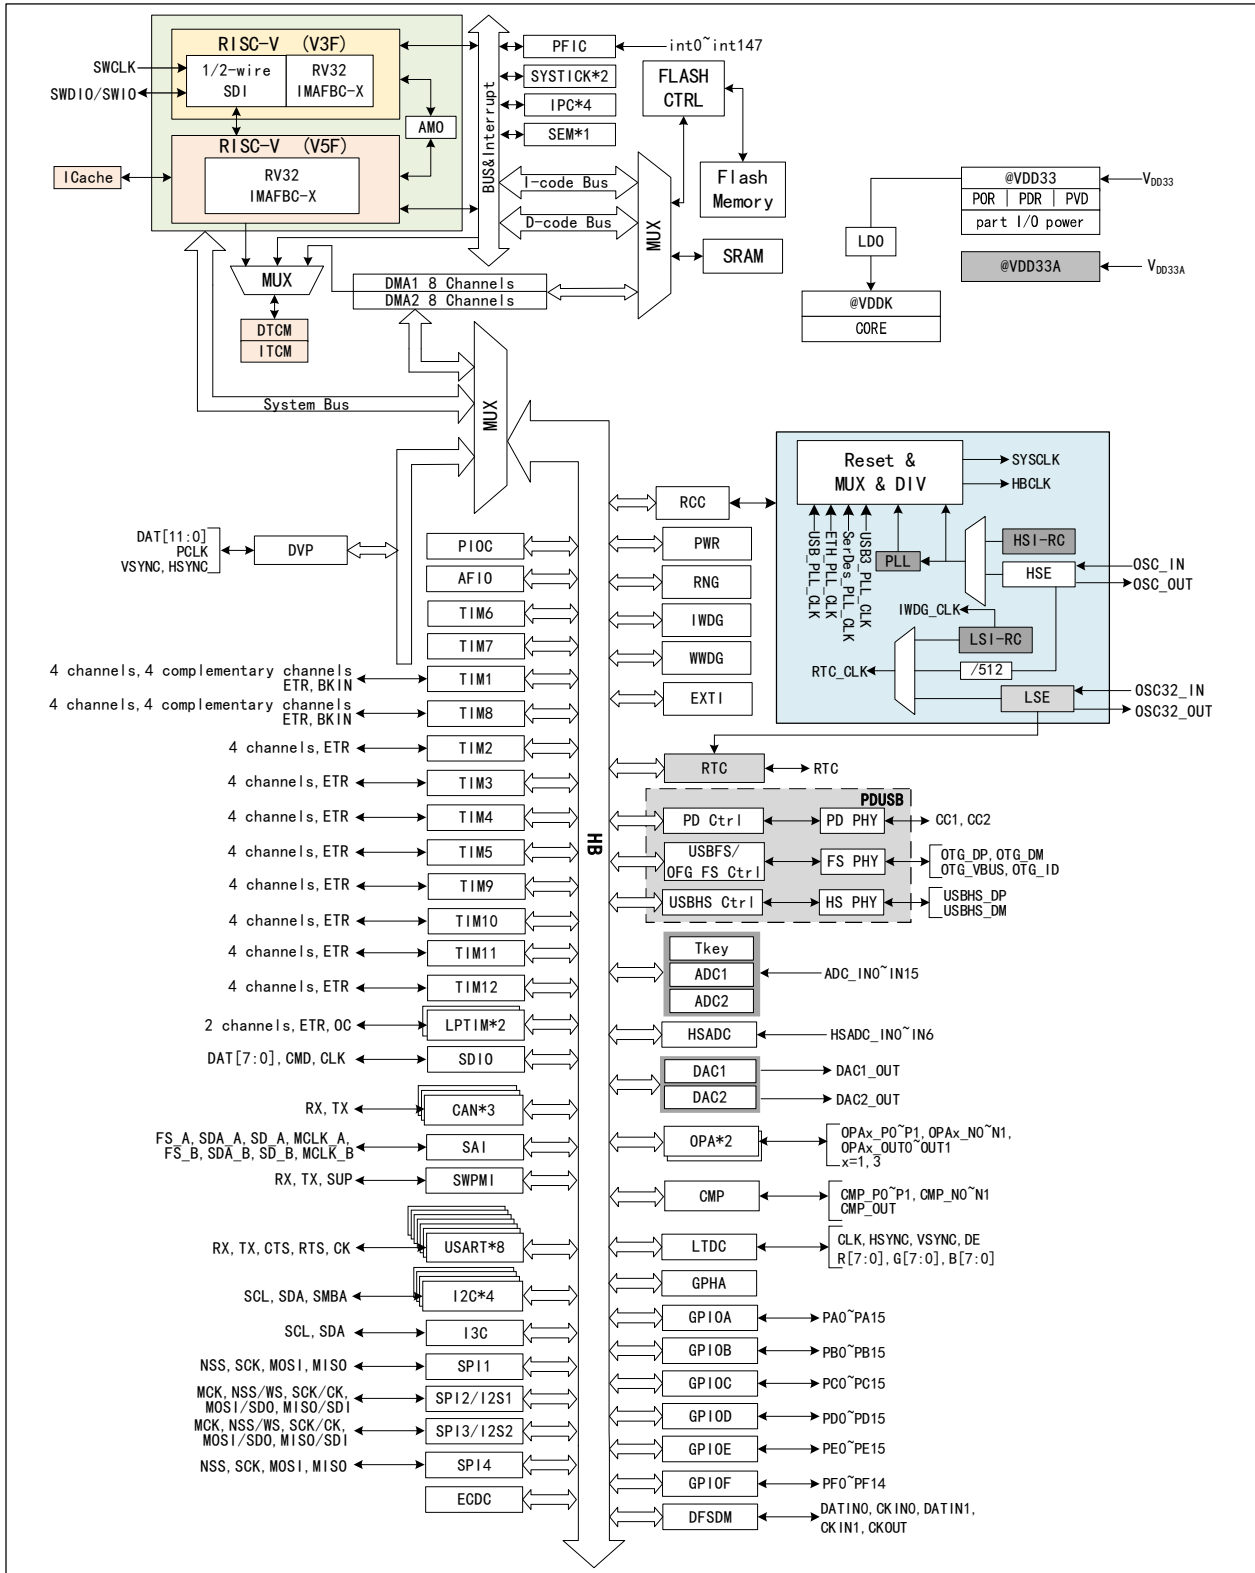 RISC-V (V3F)
SWCLK
SWDIO/SWIO
1/2-wire
SDI
RV32
IMAFBC-X
AMO
RISC-V (V5F)
RV32
IMAFBC-X
ICache
BUS&Interrupt
PFIC
int0~int147
SYSTICK*2
IPC*4
SEM*1
FLASH
CTRL
Flash
Memory
I-code Bus
D-code Bus
MUX
SRAM
MUX
DTCM
ITCM
DMA1 8 Channels
DMA2 8 Channels
System Bus
MUX
@VDD33
POR | PDR | PVD
part I/O power
VDD33
LDO
@VDD33A
VDD33A
@VDDK
CORE
Reset &
MUX & DIV
SYSCLK
HBCLK
USB_PLL_CLK
ETH_PLL_CLK
SerDes_PLL_CLK
USB3_PLL_CLK
PLL
HSI-RC
HSE
OSC_IN
OSC_OUT
IWDG_CLK
LSI-RC
RTC_CLK
/512
LSE
OSC32_IN
OSC32_OUT
HB
DAT[11:0]
PCLK
VSYNC, HSYNC
DVP
PIOC
AFIO
TIM6
TIM7
4 channels, 4 complementary channels
ETR, BKIN
TIM1
4 channels, 4 complementary channels
ETR, BKIN
TIM8
4 channels, ETR
TIM2
4 channels, ETR
TIM3
4 channels, ETR
TIM4
4 channels, ETR
TIM5
4 channels, ETR
TIM9
4 channels, ETR
TIM10
4 channels, ETR
TIM11
4 channels, ETR
TIM12
2 channels, ETR, OC
LPTIM*2
DAT[7:0], CMD, CLK
SDIO
RX, TX
CAN*3
FS_A, SDA_A, SD_A, MCLK_A,
FS_B, SDA_B, SD_B, MCLK_B
SAI
RX, TX, SUP
SWPMI
RX, TX, CTS, RTS, CK
USART*8
SCL, SDA, SMBA
I2C*4
SCL, SDA
I3C
NSS, SCK, MOSI, MISO
SPI1
MCK, NSS/WS, SCK/CK,
MOSI/SDO, MISO/SDI
SPI2/I2S1
MCK, NSS/WS, SCK/CK,
MOSI/SDO, MISO/SDI
SPI3/I2S2
NSS, SCK, MOSI, MISO
SPI4
ECDC
RCC
PWR
RNG
IWDG
WWDG
EXTI
RTC
RTC
PDUSB
PD Ctrl
PD PHY
CC1, CC2
USBFS/
OFG FS Ctrl
FS PHY
OTG_DP, OTG_DM
OTG_VBUS, OTG_ID
USBHS Ctrl
HS PHY
USBHS_DP
USBHS_DM
Tkey
ADC1
ADC2
ADC_IN0~IN15
HSADC
HSADC_IN0~IN6
DAC1
DAC1_OUT
DAC2
DAC2_OUT
OPA*2
OPAx_P0~P1, OPAx_N0~N1,
OPAx_OUT0~OUT1
x=1, 3
CMP
CMP_P0~P1, CMP_N0~N1
CMP_OUT
LTDC
CLK, HSYNC, VSYNC, DE
R[7:0], G[7:0], B[7:0]
GPHA
GPIOA
PA0~PA15
GPIOB
PB0~PB15
GPIOC
PC0~PC15
GPIOD
PD0~PD15
GPIOE
PE0~PE15
GPIOF
PF0~PF14
DFSDM
DATIN0, CKIN0, DATIN1,
CKIN1, CKOUT